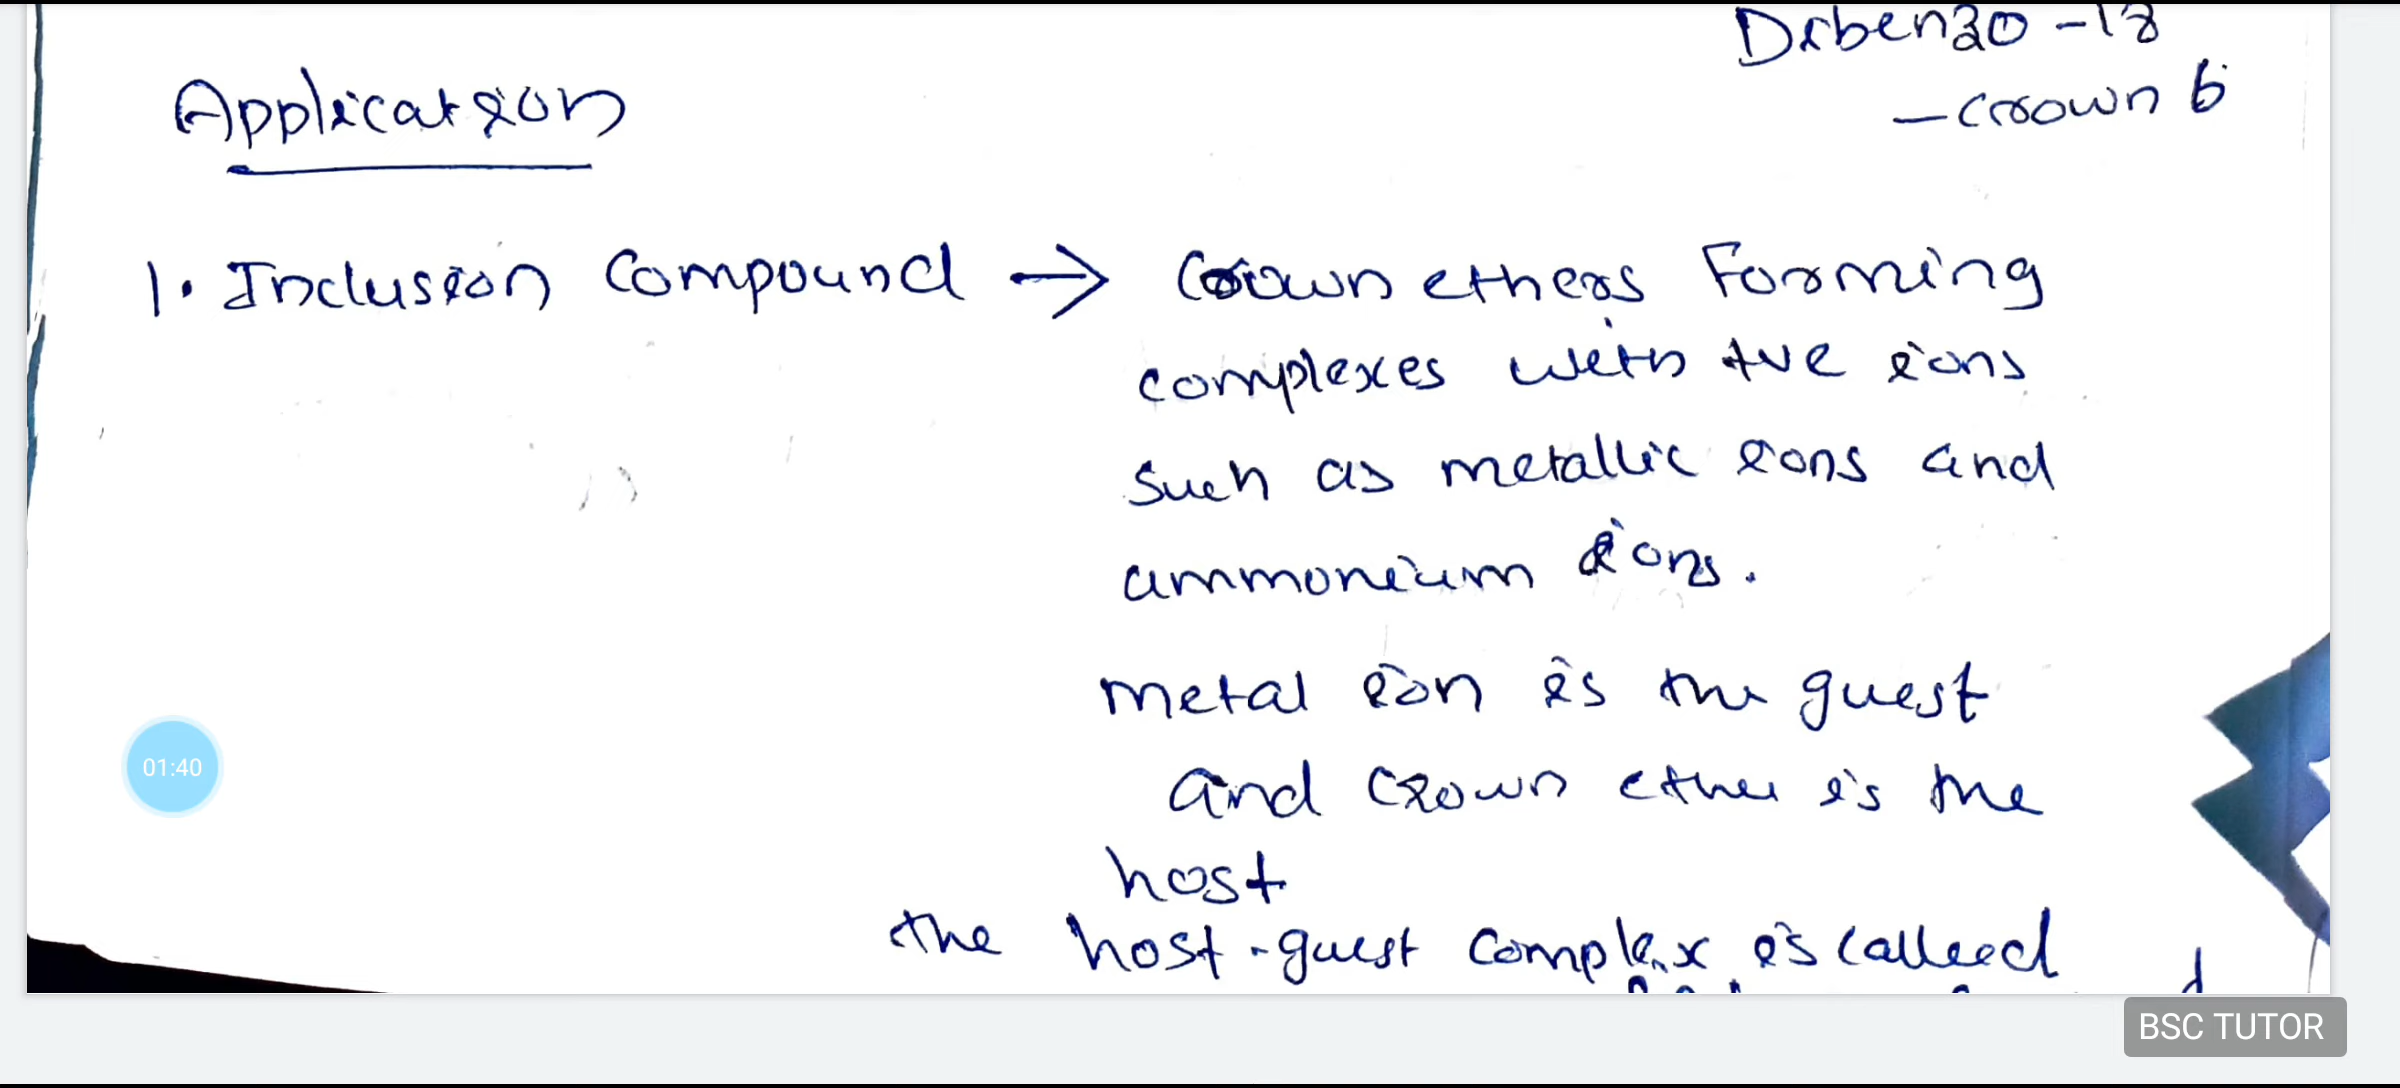 Dibenzo -18
- crown 6
Application
1. Inclusion Compound → Crown ethers Forming
complexes with +ve ions
such as metallic ions and
ammonium ions.
metal ion is the guest
and crown ether is the
host
the host-guest complex is called
01:40
BSC TUTOR